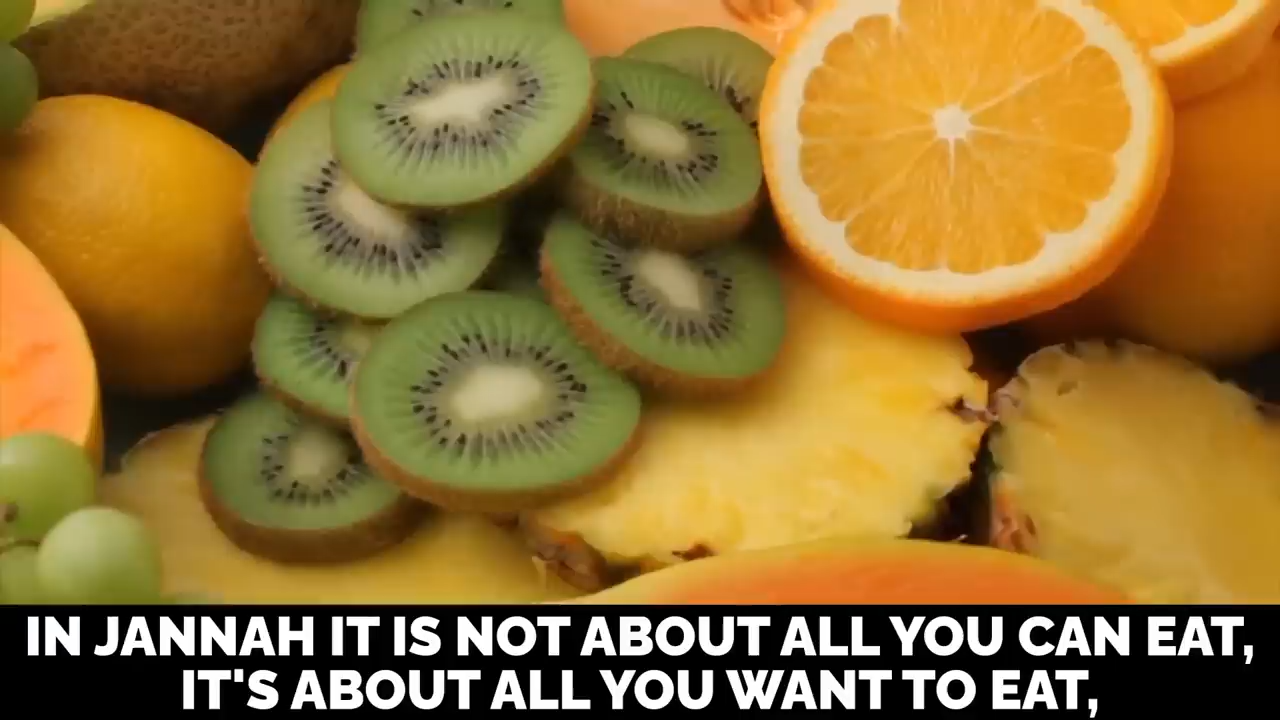 IN JANNAH IT IS NOT ABOUT ALL YOU CAN EAT,
IT'S ABOUT ALL YOU WANT TO EAT,